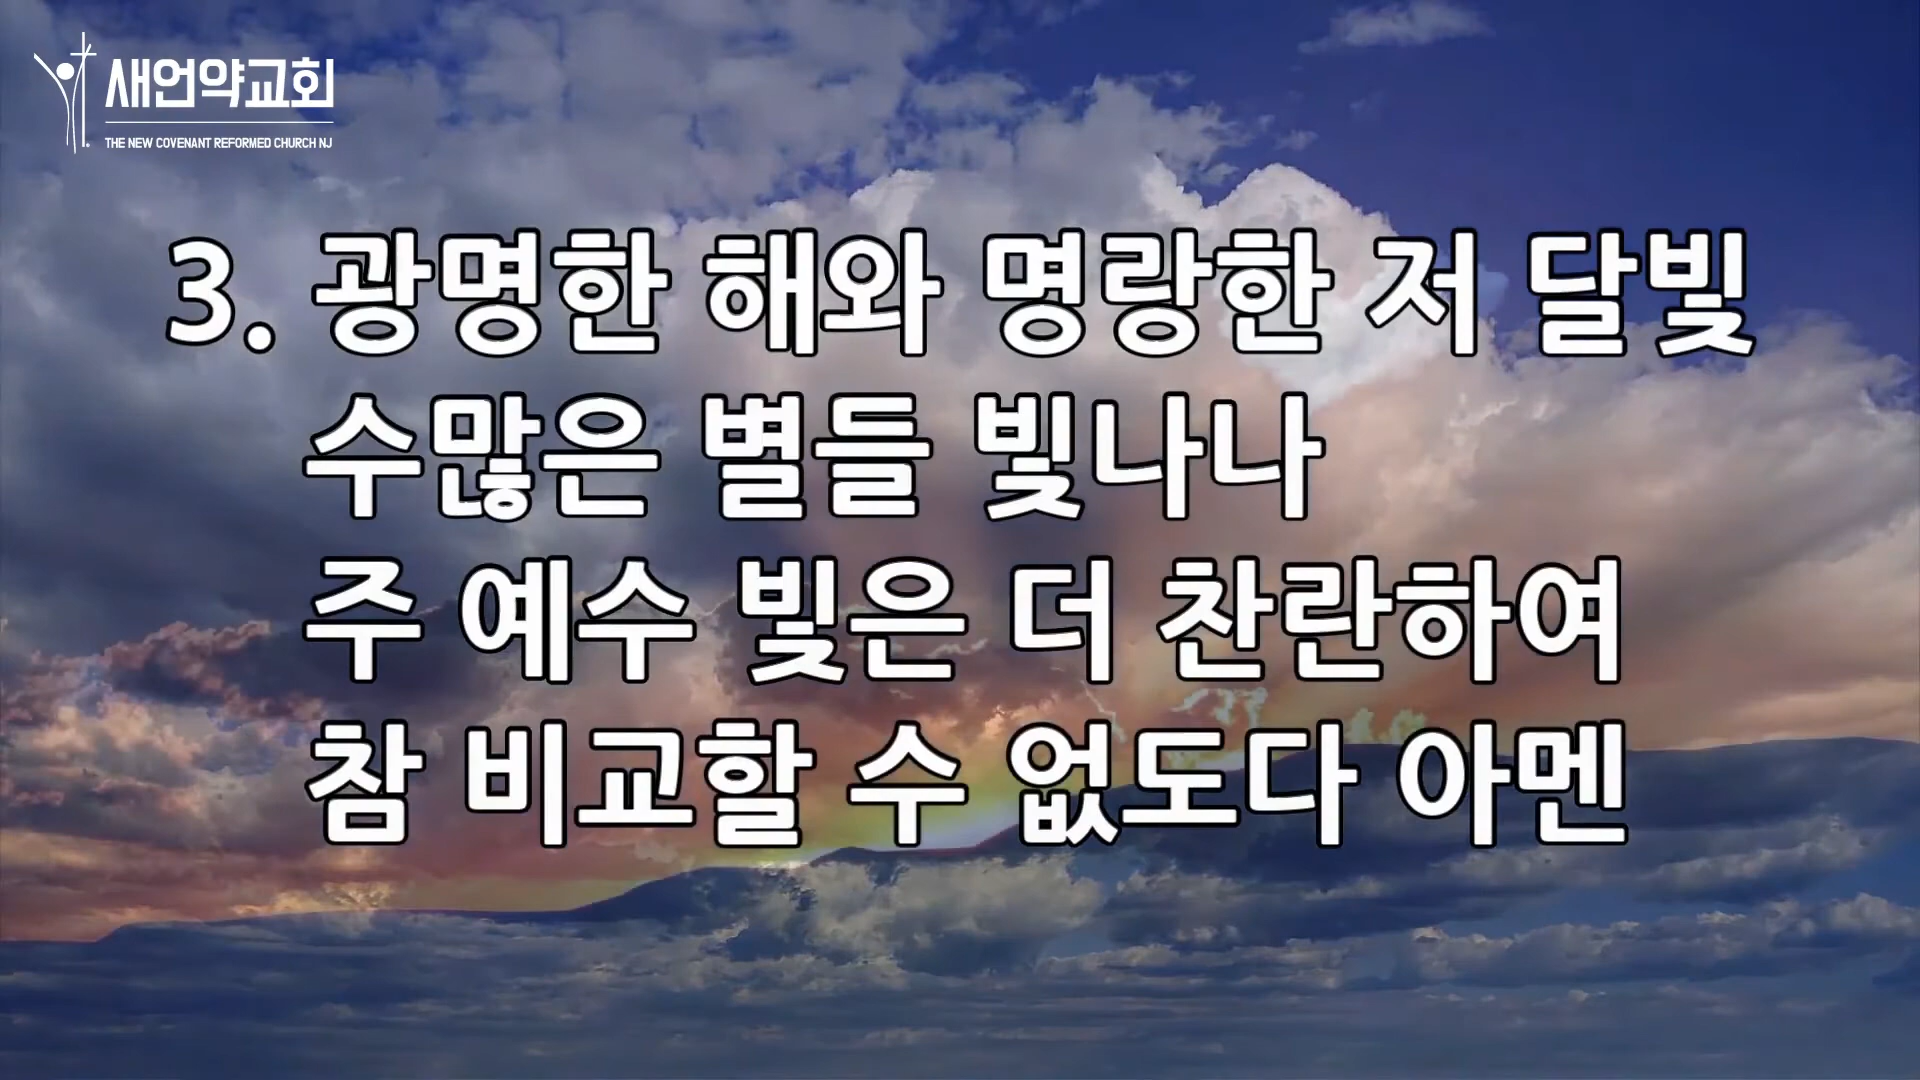 새언약교회
THE NEW COVENANT REFORMED CHURCH NJ
3. 광명한 해와 명랑한 저 달빛
수많은 별들 빛나나
주 예수 빛은 더 찬란하여
참 비교할 수 없도다 아멘